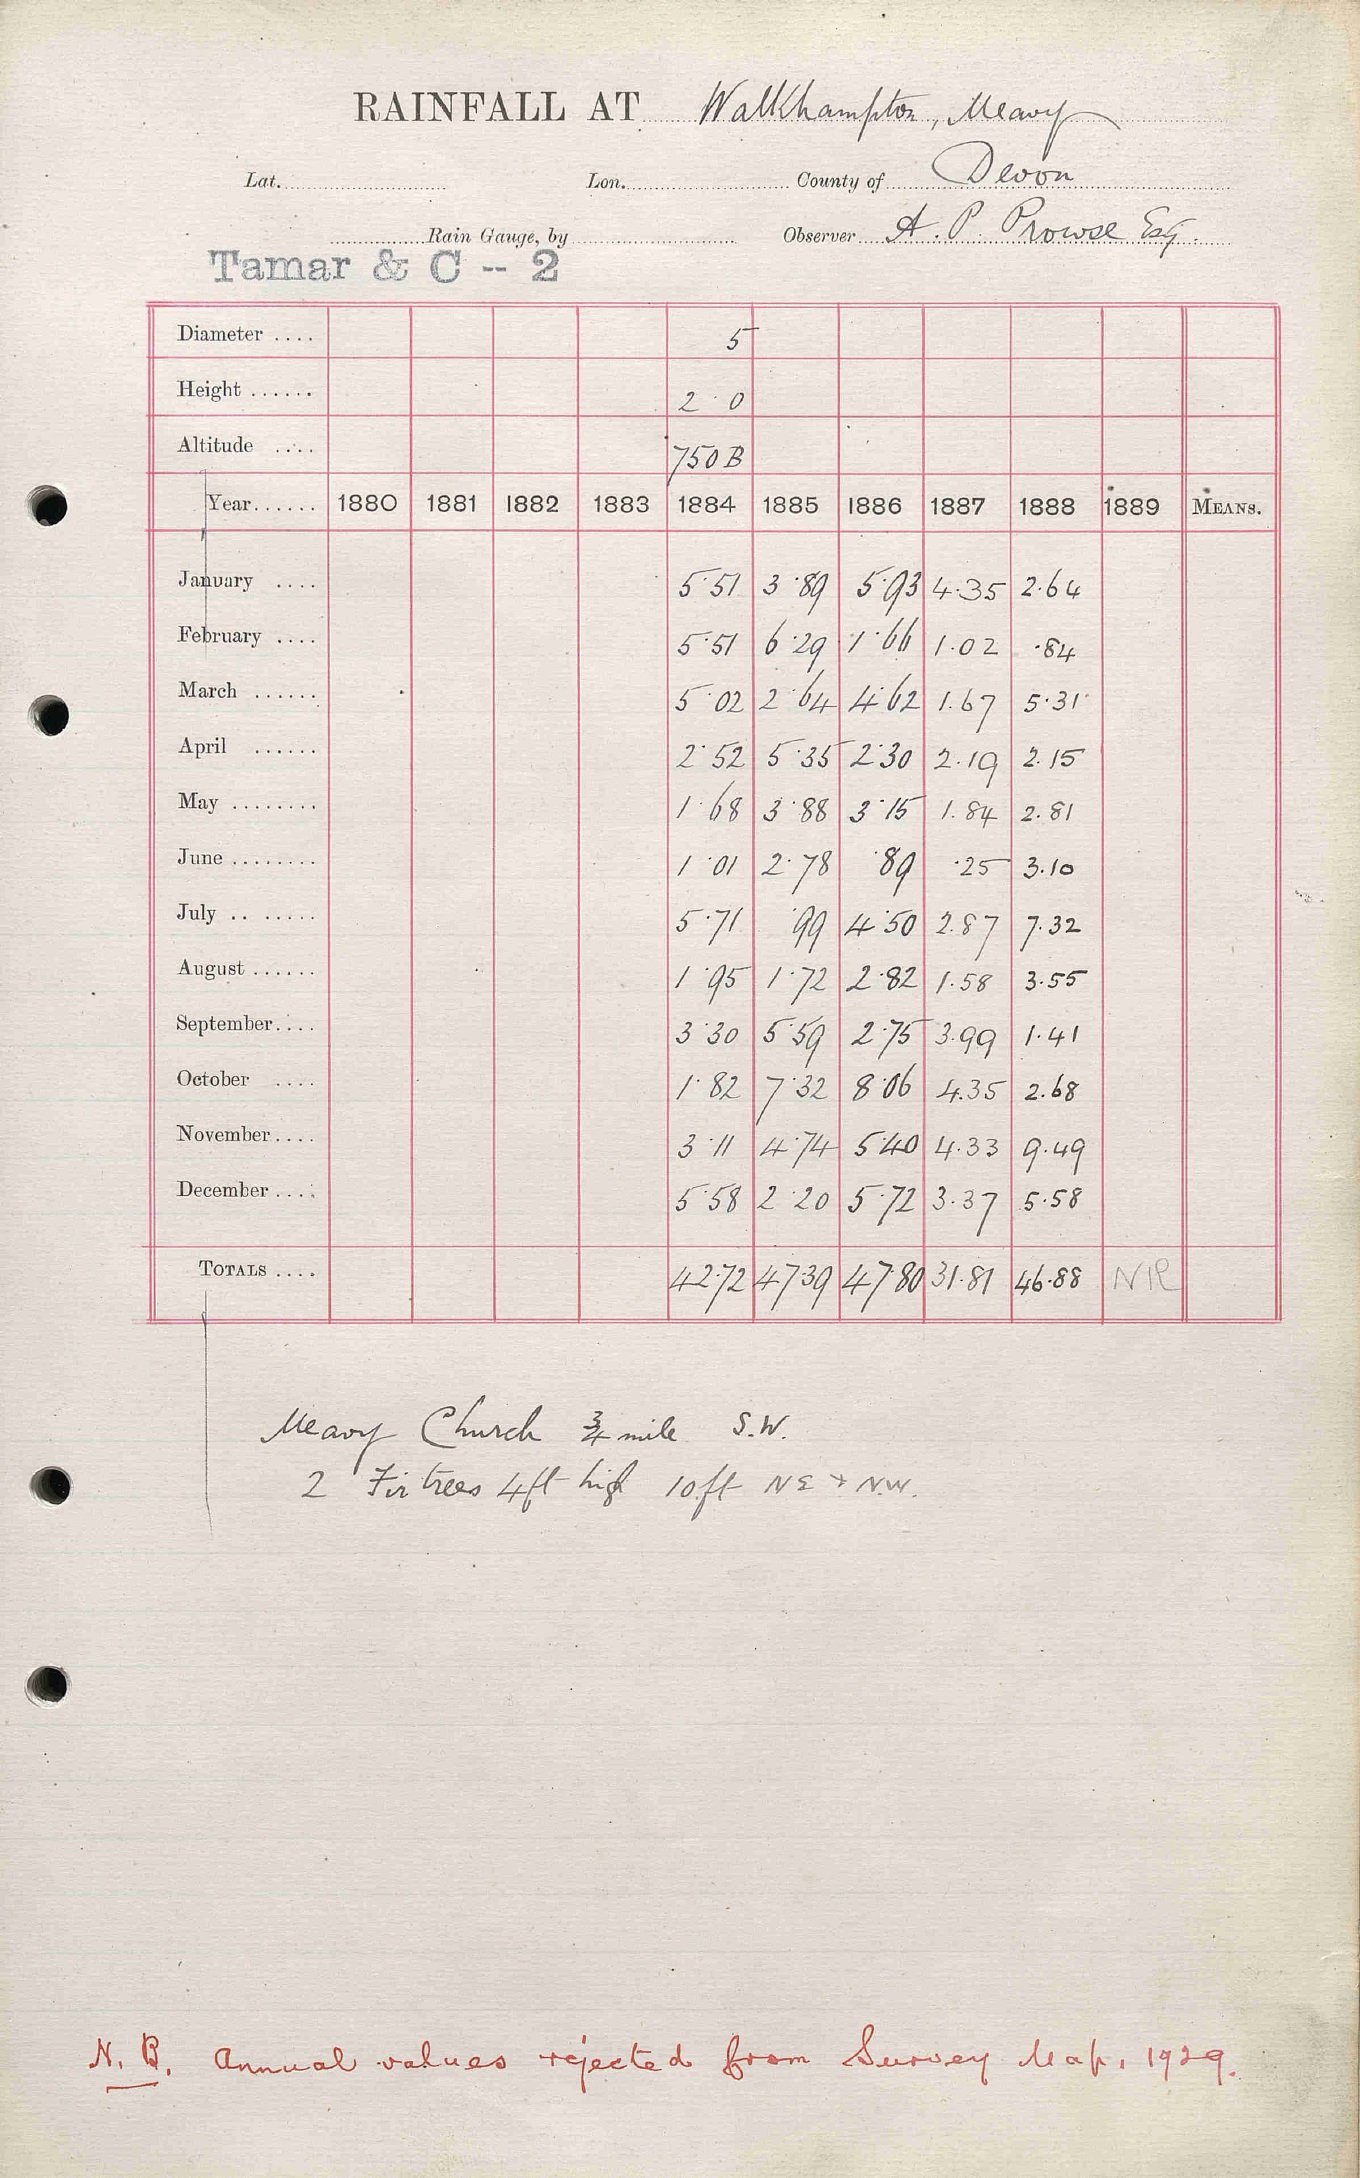 RAINFALL AT Walkhampton, Meavy
Lat. Lon. County of Devon
Rain Gauge, by Observer A. P. Prowse Esq.
Tamar & C -- 2
Diameter .... 5
Height ...... 2 · 0
Altitude .... 750 B
Year...... 1880 1881 1882 1883 1884 1885 1886 1887 1888 1889 MEANS.
January .... 5·51 3·89 5·93 4·35 2·64
February .... 5·51 6·29 1·66 1·02 ·84
March ...... 5·02 2·64 4·62 1·67 5·31
April ...... 2·52 5·35 2·30 2·19 2·15
May ........ 1·68 3·88 3·15 1·84 2·81
June ........ 1·01 2·78 ·89 ·25 3·10
July .. ..... 5·71 ·99 4·50 2·87 7·32
August ...... 1·95 1·72 2·82 1·58 3·55
September.... 3·30 5·59 2·75 3·99 1·41
October .... 1·82 7·32 8·06 4·35 2·68
November.... 3·11 4·74 5·40 4·33 9·49
December .... 5·58 2·20 5·72 3·37 5·58
TOTALS .... 42·72 47·39 47·80 31·81 46·88 NR
Meavy Church ¾ mile S.W.
2 Fir trees 4ft high 10ft NE + N.W.
N. B. Annual values rejected from Survey Map, 1929.